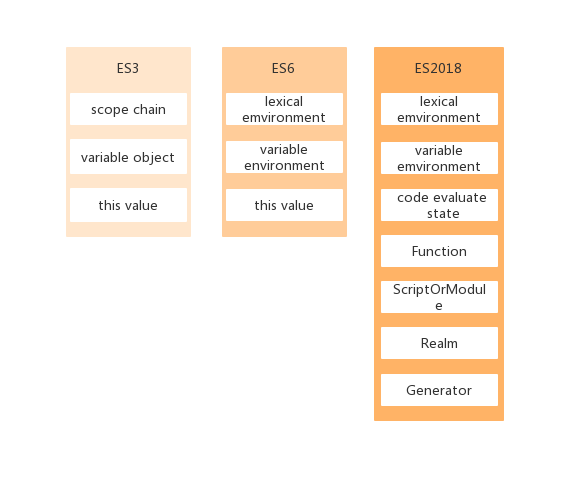 ES3
scope chain
variable object
this value
ES6
lexical
emvironment
variable
environment
this value
ES2018
lexical
emvironment
variable
emvironment
code evaluate
state
Function
ScriptOrModul
e
Realm
Generator